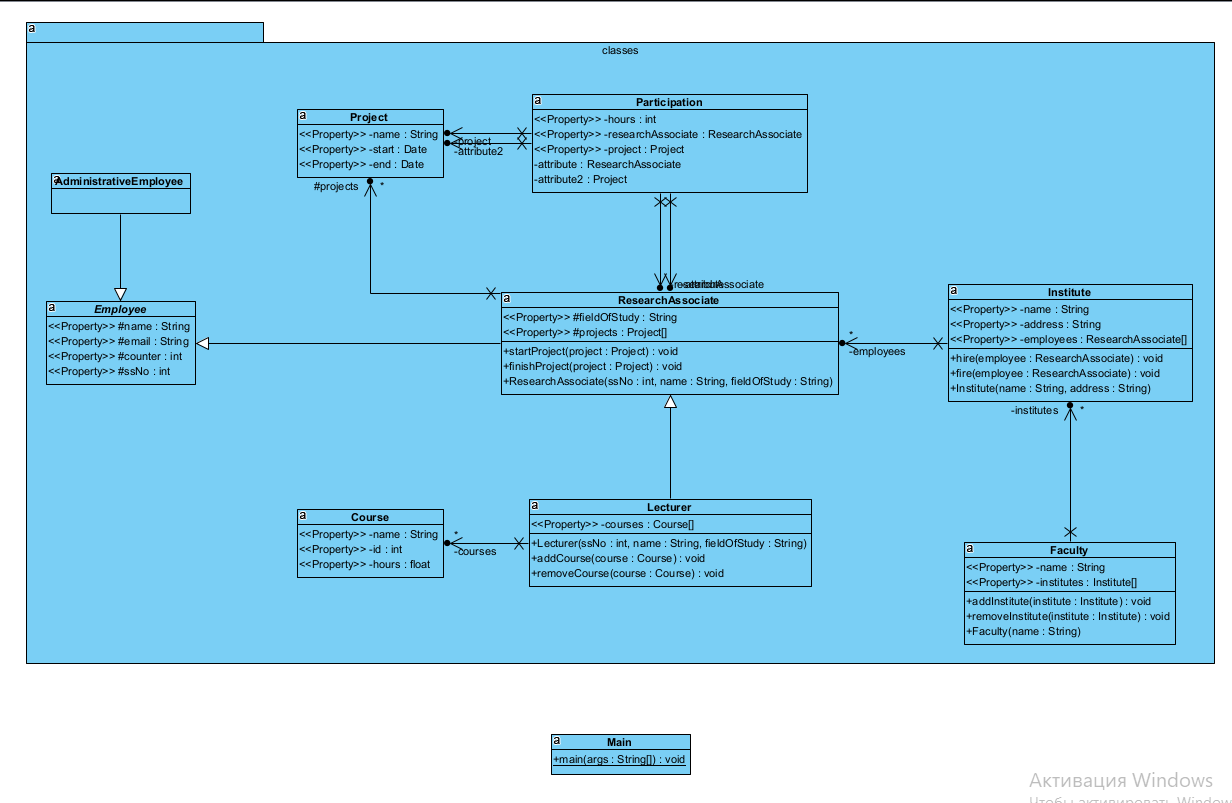 a
classes
a
Project
<<Property>> -name : String
<<Property>> -start : Date
<<Property>> -end : Date
a
Participation
<<Property>> -hours : int
<<Property>> -researchAssociate : ResearchAssociate
<<Property>> -project : Project
-attribute : ResearchAssociate
-attribute2 : Project
-project
-attribute2
#projects
*
a
AdministrativeEmployee
a
Employee
<<Property>> #name : String
<<Property>> #email : String
<<Property>> #counter : int
<<Property>> #ssNo : int
a
ResearchAssociate
<<Property>> #fieldOfStudy : String
<<Property>> #projects : Project[]
+startProject(project : Project) : void
+finishProject(project : Project) : void
+ResearchAssociate(ssNo : int, name : String, fieldOfStudy : String)
*
-employees
a
Institute
<<Property>> -name : String
<<Property>> -address : String
<<Property>> -employees : ResearchAssociate[]
+hire(employee : ResearchAssociate) : void
+fire(employee : ResearchAssociate) : void
+Institute(name : String, address : String)
-institutes
*
a
Course
<<Property>> -name : String
<<Property>> -id : int
<<Property>> -hours : float
*
-courses
a
Lecturer
<<Property>> -courses : Course[]
+Lecturer(ssNo : int, name : String, fieldOfStudy : String)
+addCourse(course : Course) : void
+removeCourse(course : Course) : void
a
Faculty
<<Property>> -name : String
<<Property>> -institutes : Institute[]
+addInstitute(institute : Institute) : void
+removeInstitute(institute : Institute) : void
+Faculty(name : String)
a
Main
+main(args : String[]) : void
Активация Windows
Чтобы активировать Windows